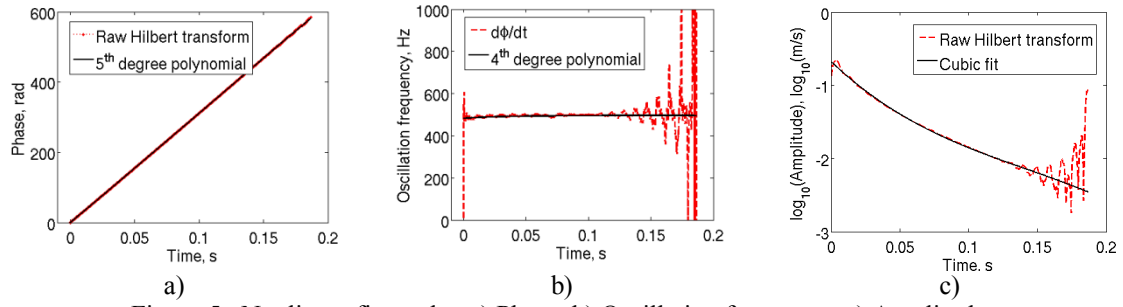 600
400
200
0
0
0.05
0.1
0.15
0.2
Phase, rad
Time, s
Raw Hilbert transform
5th degree polynomial
a)
1000
800
600
400
200
0
0
0.05
0.1
0.15
0.2
Oscillation frequency, Hz
Time, s
dϕ/dt
4th degree polynomial
b)
-0
-1
-2
-3
0
0.05
0.1
0.15
0.2
log10(Amplitude), log10(m/s)
Time. s
Raw Hilbert transform
Cubic fit
c)